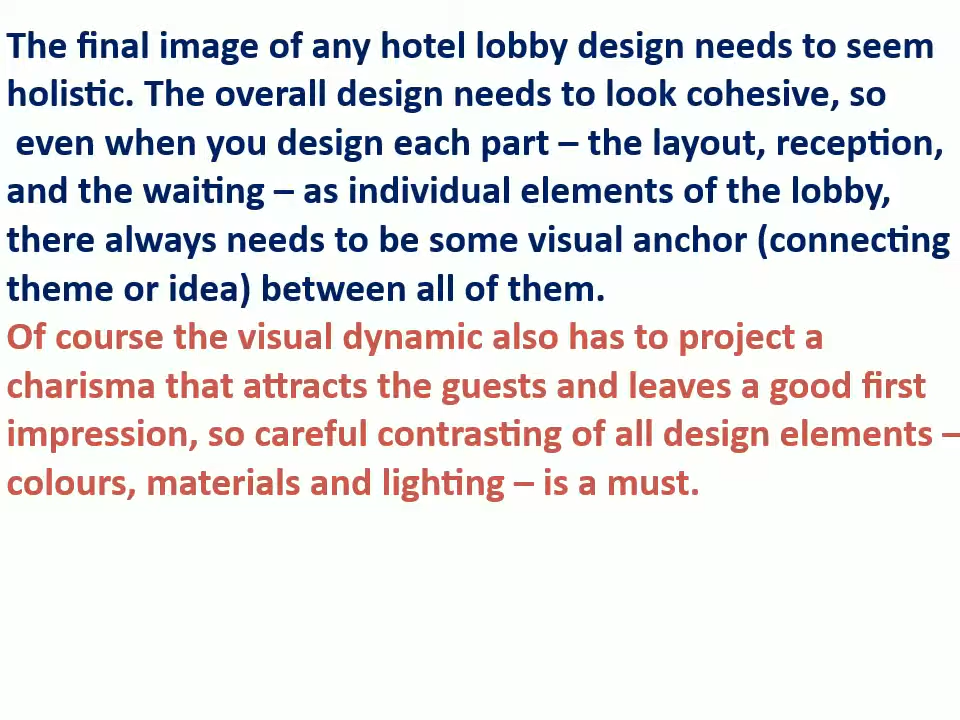 The final image of any hotel lobby design needs to seem
holistic. The overall design needs to look cohesive, so
even when you design each part – the layout, reception,
and the waiting – as individual elements of the lobby,
there always needs to be some visual anchor (connecting
theme or idea) between all of them.
Of course the visual dynamic also has to project a
charisma that attracts the guests and leaves a good first
impression, so careful contrasting of all design elements –
colours, materials and lighting – is a must.